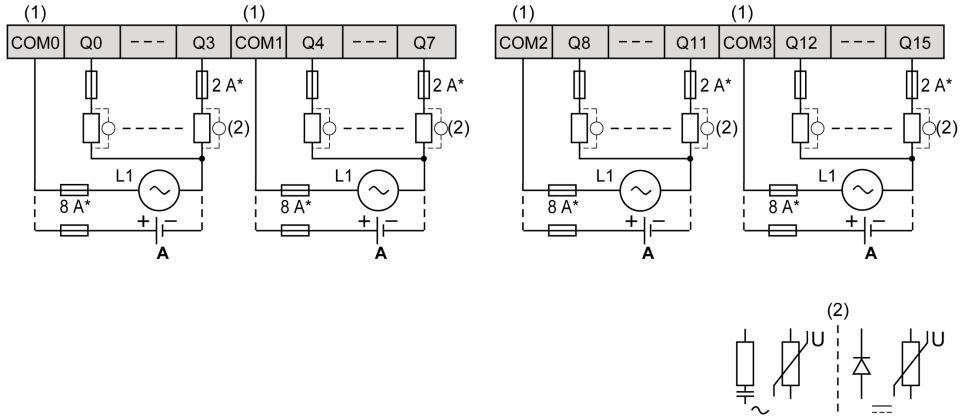 (1) (1) (1) (1)
COM0 Q0 --- Q3 COM1 Q4 --- Q7 COM2 Q8 --- Q11 COM3 Q12 --- Q15
2 A* 2 A* 2 A* 2 A*
(2) (2) (2) (2)
L1 L1 L1 L1
8 A* 8 A* 8 A* 8 A*
+ − + − + − + −
A A A A
(2)
U U